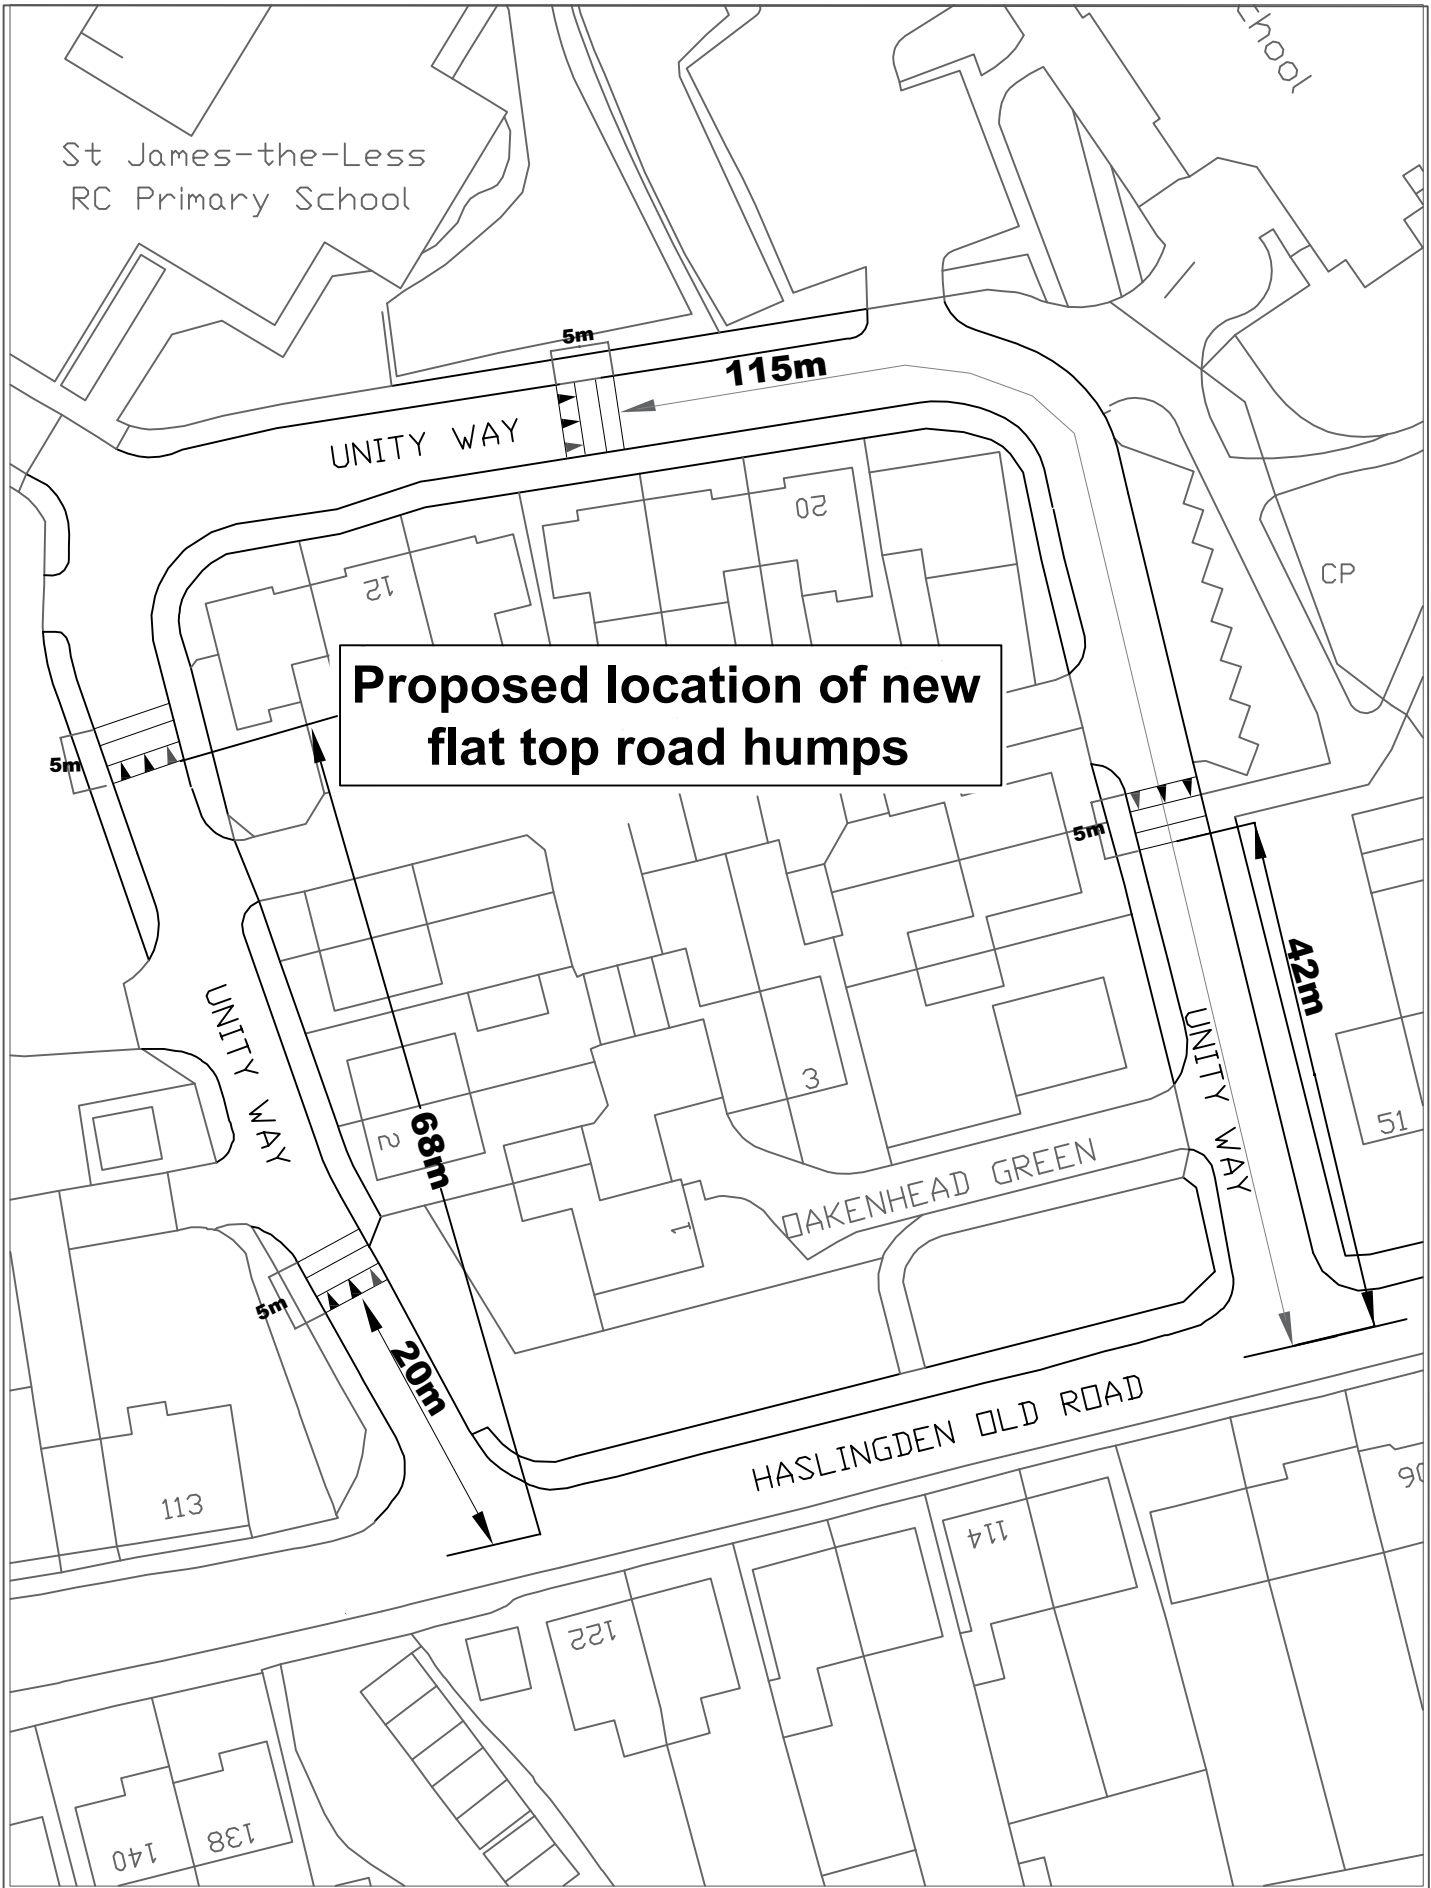 chool
St James-the-Less
RC Primary School
5m
115m
UNITY WAY
20
12
CP
Proposed location of new
flat top road humps
5m
5m
42m
UNITY WAY
UNITY WAY
3
51
2
68m
1
OAKENHEAD GREEN
5m
20m
HASLINGDEN OLD ROAD
113
90
114
122
138
140